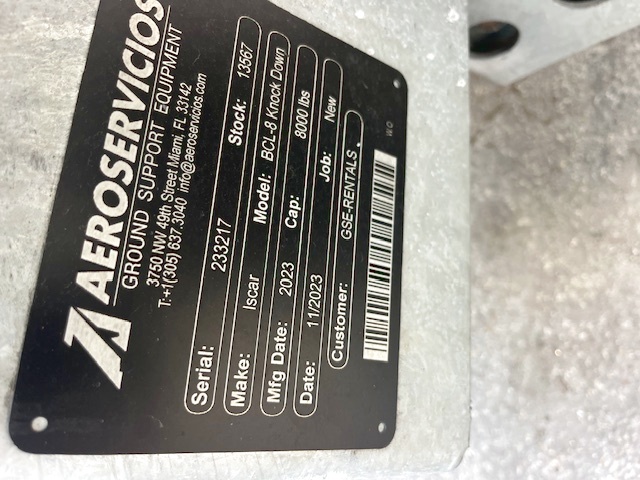 AEROSERVICIOS
GROUND SUPPORT EQUIPMENT
3750 NW 49th Street Miami, FL 33142
T:+1(305) 637.3040 info@aeroservicios.com
Serial: 233217 Stock: 13567
Make: Iscar Model: BCL-8 Knock Down
Mfg Date: 2023 Cap: 8000 lbs
Date: 11/2023 Job: New
Customer: GSE-RENTALS
WO